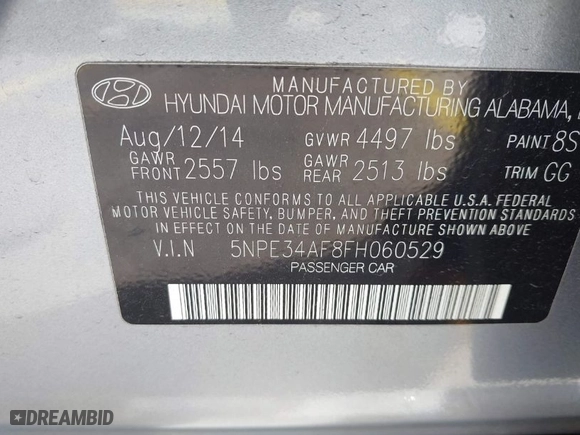 MANUFACTURED BY
HYUNDAI MOTOR MANUFACTURING ALABAMA,
Aug/12/14 GVWR 4497 lbs PAINT 8S
GAWR FRONT 2557 lbs GAWR REAR 2513 lbs TRIM GG
THIS VEHICLE CONFORMS TO ALL APPLICABLE U.S.A. FEDERAL
MOTOR VEHICLE SAFETY, BUMPER, AND THEFT PREVENTION STANDARDS
IN EFFECT ON THE DATE OF MANUFACTURE SHOWN ABOVE
V.I.N 5NPE34AF8FH060529
PASSENGER CAR
DREAMBID